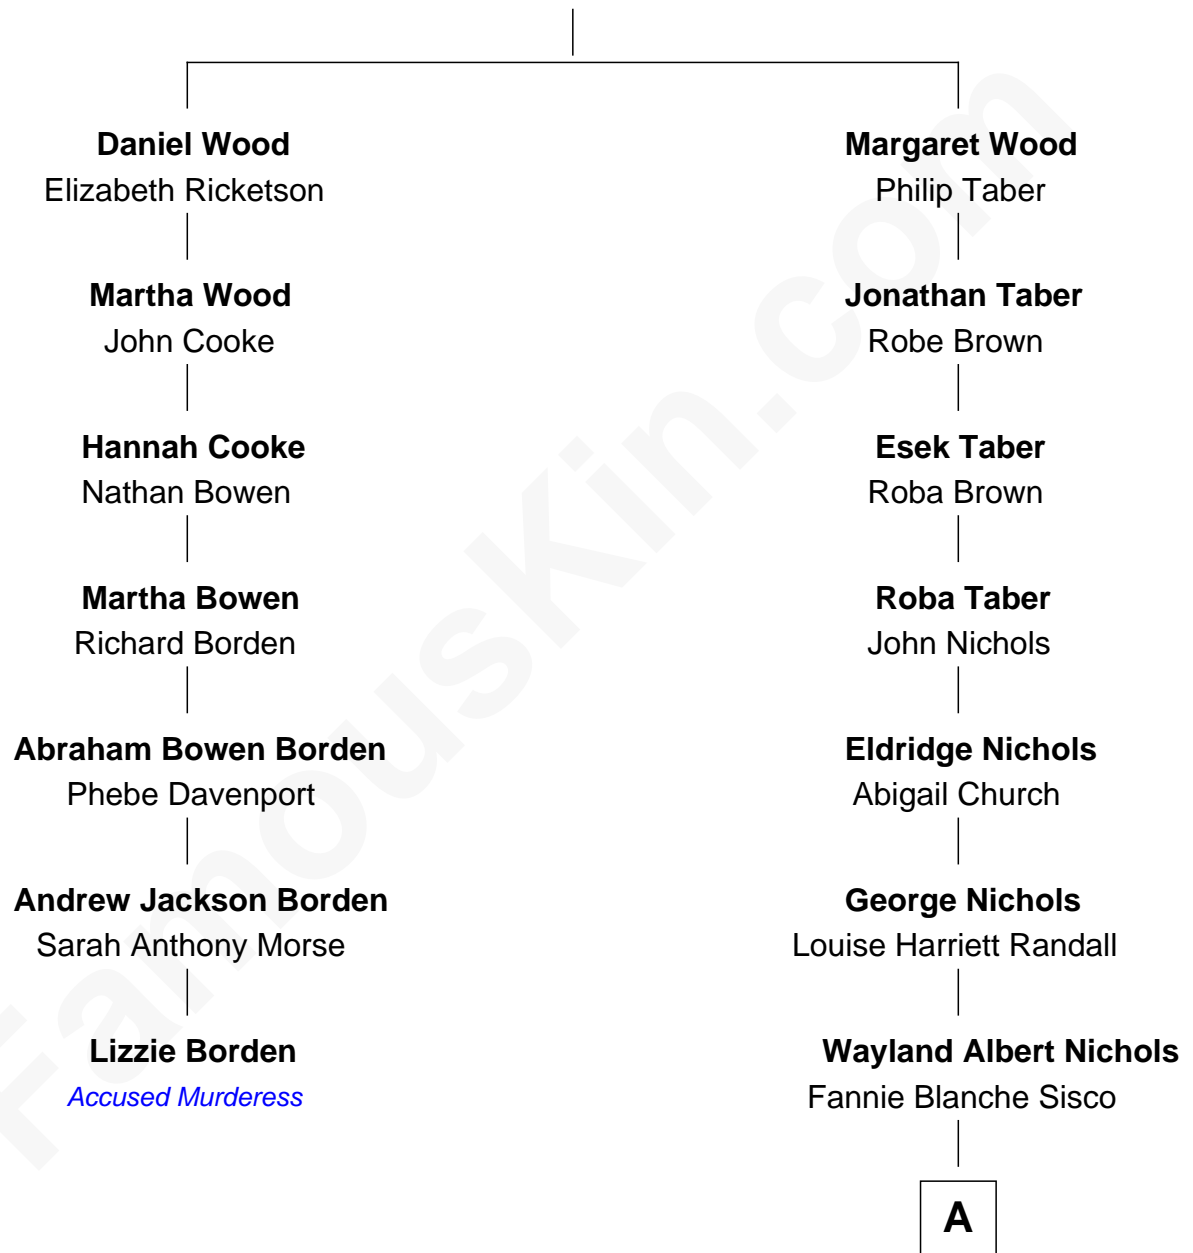 Daniel Wood
Elizabeth Ricketson
Martha Wood
John Cooke
Hannah Cooke
Nathan Bowen
Martha Bowen
Richard Borden
Abraham Bowen Borden
Phebe Davenport
Andrew Jackson Borden
Sarah Anthony Morse
Lizzie Borden
Accused Murderess
Margaret Wood
Philip Taber
Jonathan Taber
Robe Brown
Esek Taber
Roba Brown
Roba Taber
John Nichols
Eldridge Nichols
Abigail Church
George Nichols
Louise Harriett Randall
Wayland Albert Nichols
Fannie Blanche Sisco
A
FamousKin.com